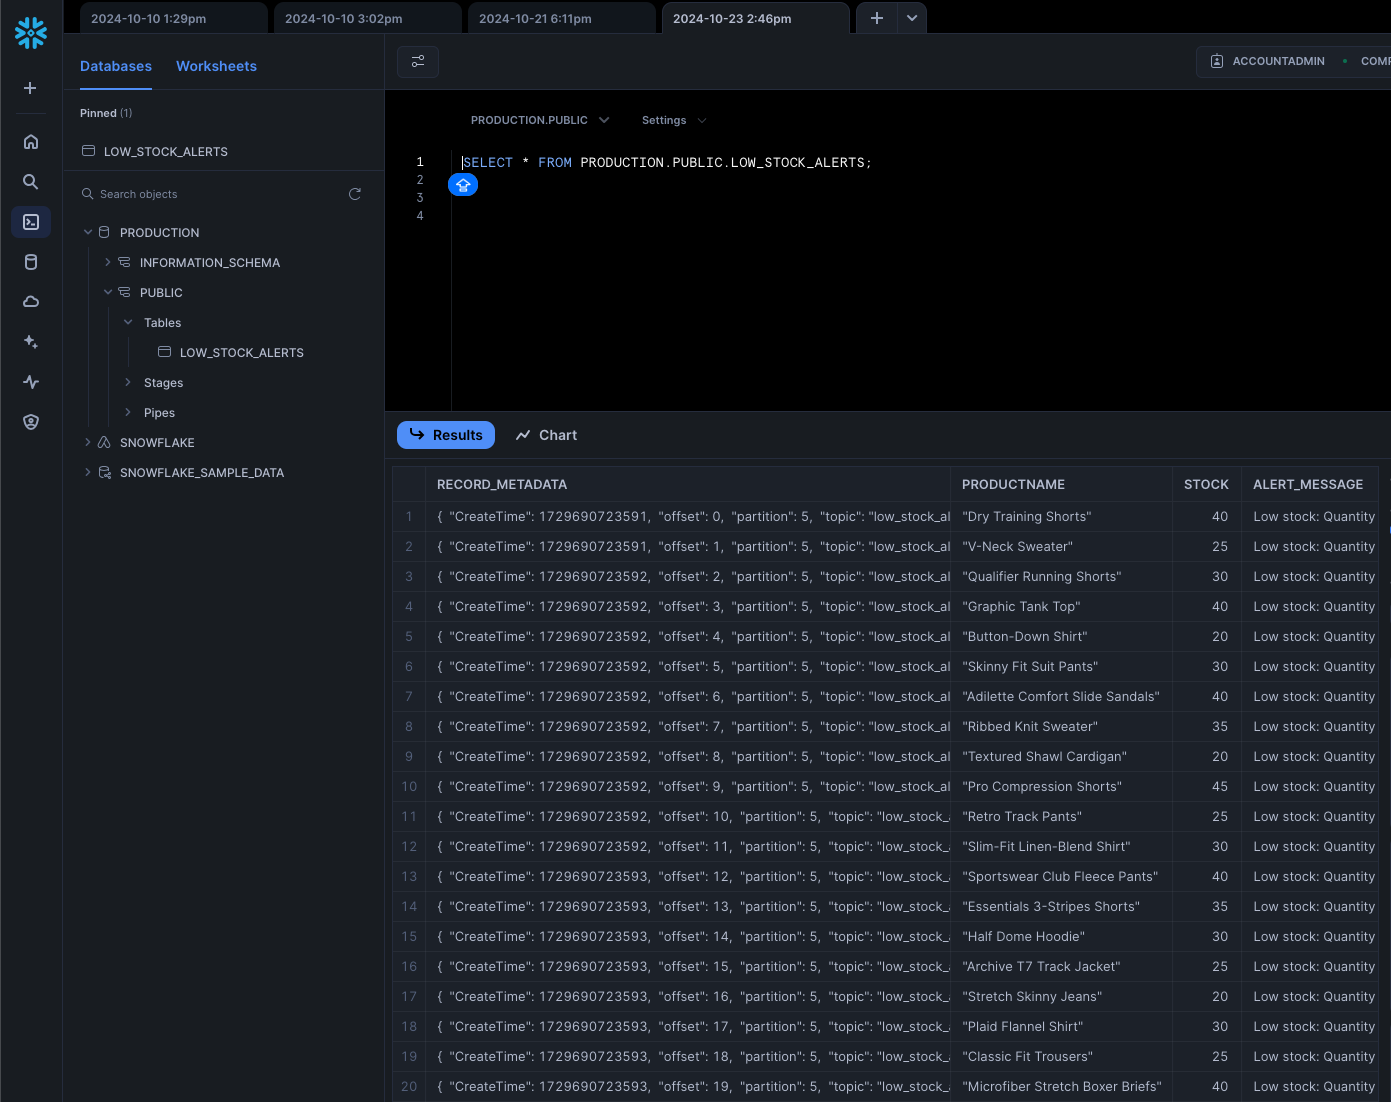 2024-10-10 1:29pm
2024-10-10 3:02pm
2024-10-21 6:11pm
2024-10-23 2:46pm
Databases
Worksheets
ACCOUNTADMIN
COMP
Pinned (1)
LOW_STOCK_ALERTS
Search objects
PRODUCTION
INFORMATION_SCHEMA
PUBLIC
Tables
LOW_STOCK_ALERTS
Stages
Pipes
SNOWFLAKE
SNOWFLAKE_SAMPLE_DATA
PRODUCTION.PUBLIC
Settings
1 SELECT * FROM PRODUCTION.PUBLIC.LOW_STOCK_ALERTS;
2
3
4
Results
Chart
RECORD_METADATA PRODUCTNAME STOCK ALERT_MESSAGE
1 { "CreateTime": 1729690723591, "offset": 0, "partition": 5, "topic": "low_stock_al "Dry Training Shorts" 40 Low stock: Quantity
2 { "CreateTime": 1729690723591, "offset": 1, "partition": 5, "topic": "low_stock_al "V-Neck Sweater" 25 Low stock: Quantity
3 { "CreateTime": 1729690723592, "offset": 2, "partition": 5, "topic": "low_stock_al "Qualifier Running Shorts" 30 Low stock: Quantity
4 { "CreateTime": 1729690723592, "offset": 3, "partition": 5, "topic": "low_stock_al "Graphic Tank Top" 40 Low stock: Quantity
5 { "CreateTime": 1729690723592, "offset": 4, "partition": 5, "topic": "low_stock_al "Button-Down Shirt" 20 Low stock: Quantity
6 { "CreateTime": 1729690723592, "offset": 5, "partition": 5, "topic": "low_stock_al "Skinny Fit Suit Pants" 30 Low stock: Quantity
7 { "CreateTime": 1729690723592, "offset": 6, "partition": 5, "topic": "low_stock_al "Adilette Comfort Slide Sandals" 40 Low stock: Quantity
8 { "CreateTime": 1729690723592, "offset": 7, "partition": 5, "topic": "low_stock_al "Ribbed Knit Sweater" 35 Low stock: Quantity
9 { "CreateTime": 1729690723592, "offset": 8, "partition": 5, "topic": "low_stock_al "Textured Shawl Cardigan" 20 Low stock: Quantity
10 { "CreateTime": 1729690723592, "offset": 9, "partition": 5, "topic": "low_stock_al "Pro Compression Shorts" 45 Low stock: Quantity
11 { "CreateTime": 1729690723592, "offset": 10, "partition": 5, "topic": "low_stock_a "Retro Track Pants" 25 Low stock: Quantity
12 { "CreateTime": 1729690723592, "offset": 11, "partition": 5, "topic": "low_stock_a "Slim-Fit Linen-Blend Shirt" 30 Low stock: Quantity
13 { "CreateTime": 1729690723593, "offset": 12, "partition": 5, "topic": "low_stock_a "Sportswear Club Fleece Pants" 40 Low stock: Quantity
14 { "CreateTime": 1729690723593, "offset": 13, "partition": 5, "topic": "low_stock_a "Essentials 3-Stripes Shorts" 35 Low stock: Quantity
15 { "CreateTime": 1729690723593, "offset": 14, "partition": 5, "topic": "low_stock_a "Half Dome Hoodie" 30 Low stock: Quantity
16 { "CreateTime": 1729690723593, "offset": 15, "partition": 5, "topic": "low_stock_a "Archive T7 Track Jacket" 25 Low stock: Quantity
17 { "CreateTime": 1729690723593, "offset": 16, "partition": 5, "topic": "low_stock_a "Stretch Skinny Jeans" 20 Low stock: Quantity
18 { "CreateTime": 1729690723593, "offset": 17, "partition": 5, "topic": "low_stock_a "Plaid Flannel Shirt" 30 Low stock: Quantity
19 { "CreateTime": 1729690723593, "offset": 18, "partition": 5, "topic": "low_stock_a "Classic Fit Trousers" 25 Low stock: Quantity
20 { "CreateTime": 1729690723593, "offset": 19, "partition": 5, "topic": "low_stock_a "Microfiber Stretch Boxer Briefs" 40 Low stock: Quantity